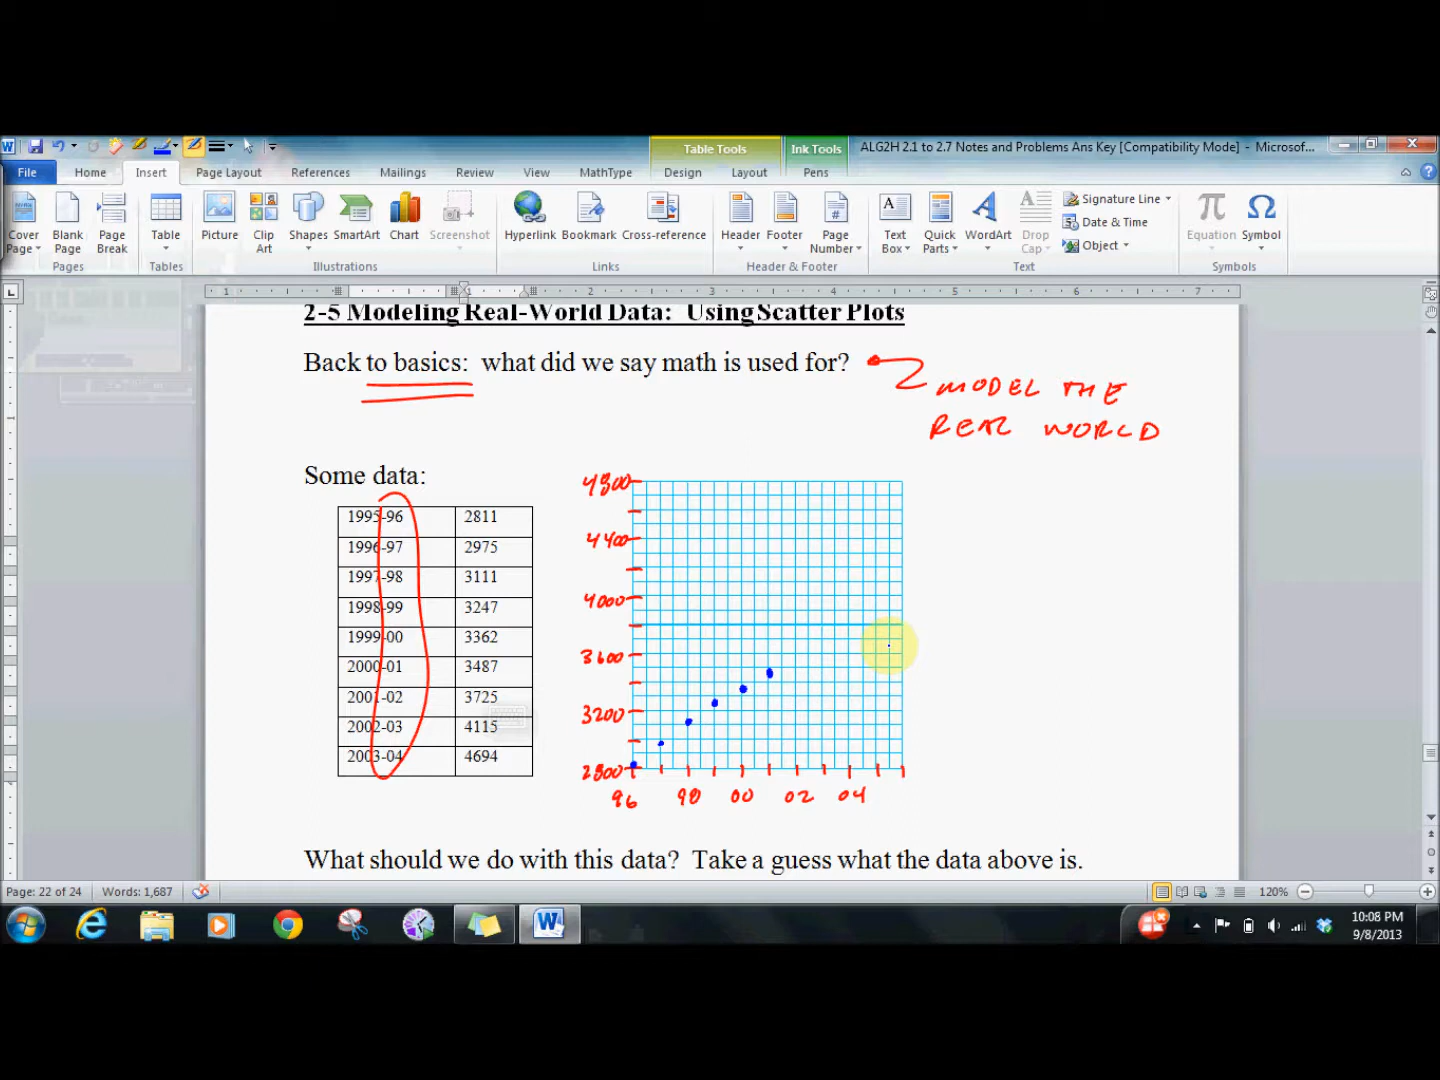 Table Tools
Ink Tools
ALG2H 2.1 to 2.7 Notes and Problems Ans Key [Compatibility Mode] - Microsof...
File Home Insert Page Layout References Mailings Review View MathType Design Layout Pens
Cover Page
Blank Page
Page Break
Table
Picture
Clip Art
Shapes
SmartArt
Chart
Screenshot
Hyperlink
Bookmark
Cross-reference
Header
Footer
Page Number
Text Box
Quick Parts
WordArt
Drop Cap
Signature Line
Date & Time
Object
Equation
Symbol
Pages
Tables
Illustrations
Links
Header & Footer
Text
Symbols
1 1 2 3 4 5 6 7
2-5 Modeling Real-World Data: Using Scatter Plots
Back to basics: what did we say math is used for?
MODEL THE
REAL WORLD
Some data:
1995-96 2811
1996-97 2975
1997-98 3111
1998-99 3247
1999-00 3362
2000-01 3487
2001-02 3725
2002-03 4115
2003-04 4694
4800
4400
4000
3600
3200
2800
96 98 00 02 04
What should we do with this data? Take a guess what the data above is.
Page: 22 of 24 Words: 1,687
120%
10:08 PM
9/8/2013